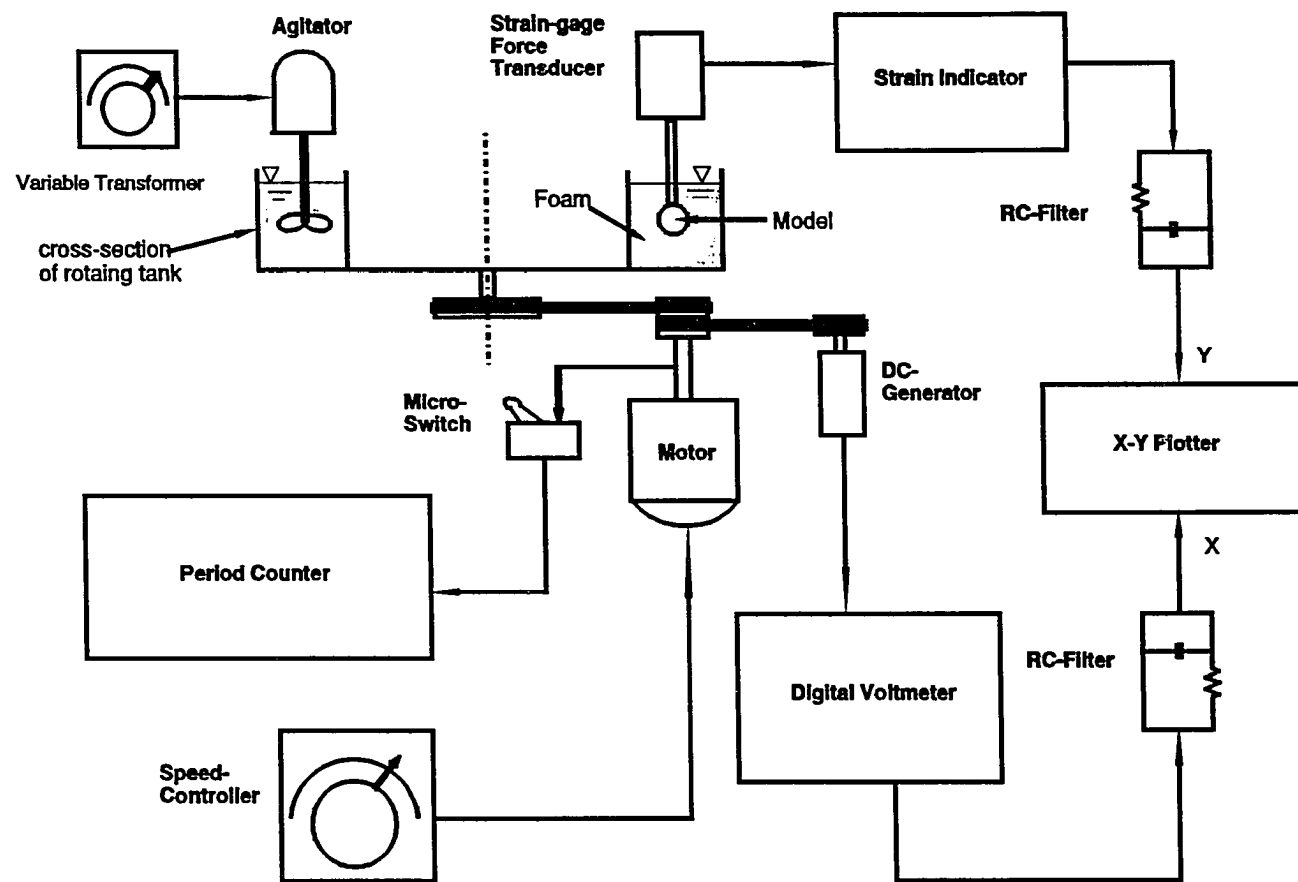 Agitator
Strain-gage
Force
Transducer
Strain Indicator
Variable Transformer
Foam
Model
RC-Filter
cross-section
of rotaing tank
Y
DC-
Generator
Micro-
Switch
Motor
X-Y Plotter
X
Period Counter
RC-Filter
Digital Voltmeter
Speed-
Controller